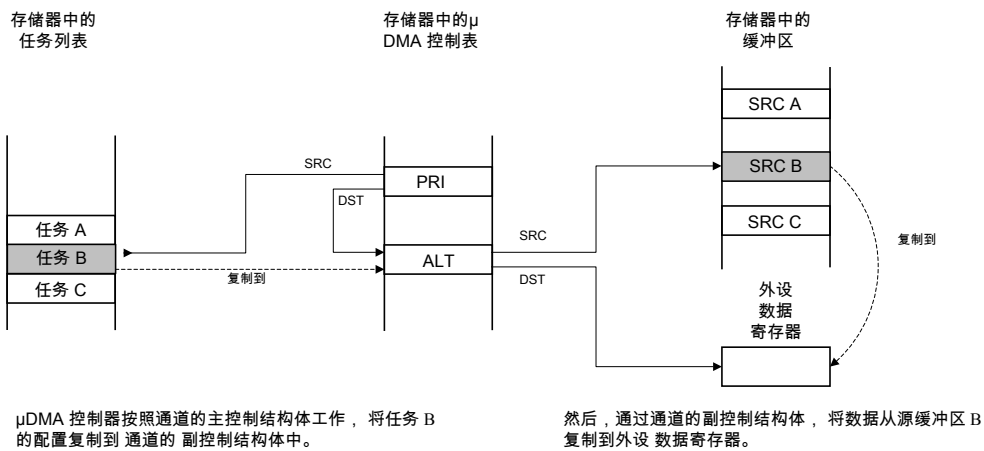 存储器中的
任务列表
存储器中的µ
DMA 控制表
存储器中的
缓冲区
SRC A
SRC
PRI
SRC B
DST
任务 A
SRC C
SRC
复制到
任务 B
ALT
复制到
DST
任务 C
外设
数据
寄存器
µDMA 控制器按照通道的主控制结构体工作， 将任务 B
的配置复制到 通道的 副控制结构体中。
然后，通过通道的副控制结构体， 将数据从源缓冲区 B
复制到外设 数据寄存器。